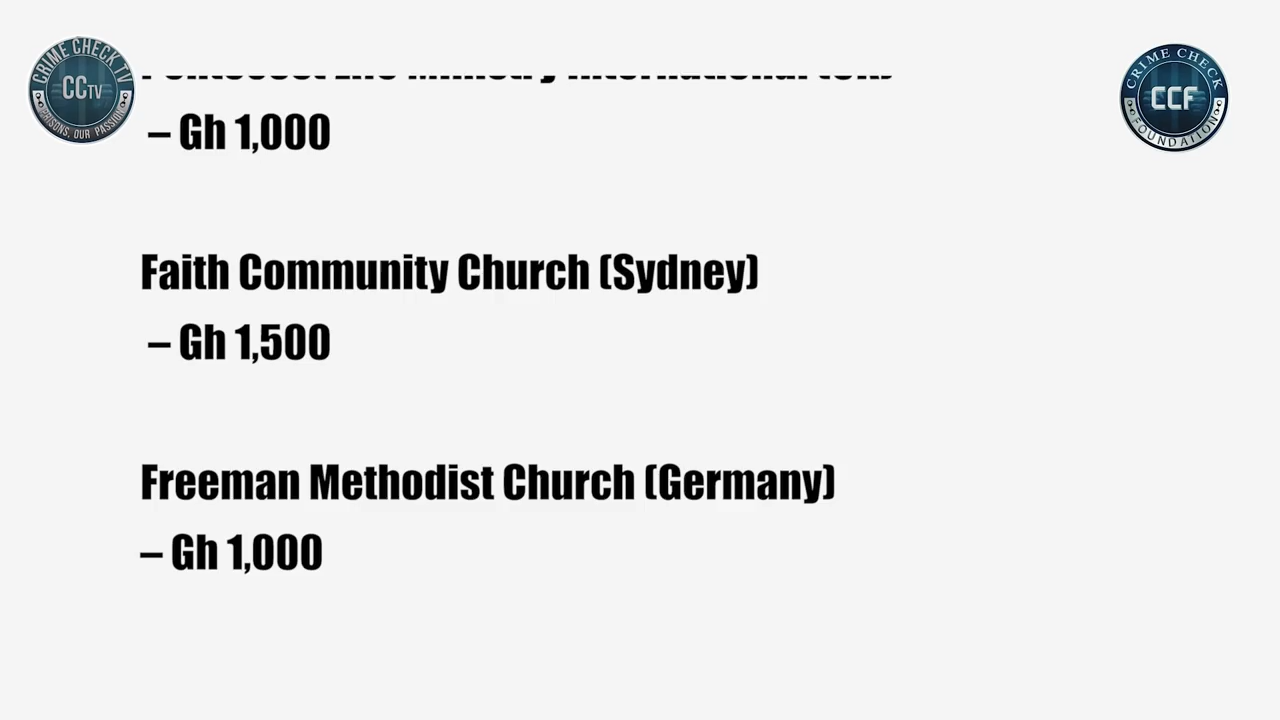 CRIME CHECK TV
CCTV
PRISONS, OUR PASSION
CRIME CHECK
CCF
FOUNDATION
– Gh 1,000
Faith Community Church (Sydney)
– Gh 1,500
Freeman Methodist Church (Germany)
– Gh 1,000